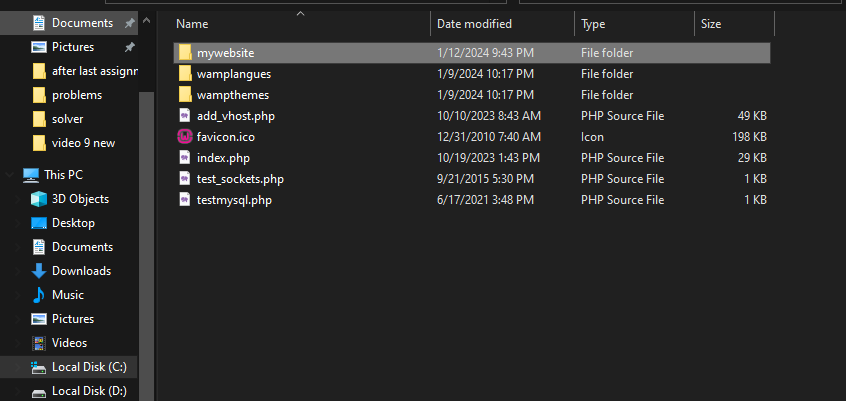 Documents
Pictures
after last assignm
problems
solver
video 9 new
This PC
3D Objects
Desktop
Documents
Downloads
Music
Pictures
Videos
Local Disk (C:)
Local Disk (D:)
Name Date modified Type Size
mywebsite 1/12/2024 9:43 PM File folder
wamplangues 1/9/2024 10:17 PM File folder
wampthemes 1/9/2024 10:17 PM File folder
add_vhost.php 10/10/2023 8:43 AM PHP Source File 49 KB
favicon.ico 12/31/2010 7:40 AM Icon 198 KB
index.php 10/19/2023 1:43 PM PHP Source File 29 KB
test_sockets.php 9/21/2015 5:30 PM PHP Source File 1 KB
testmysql.php 6/17/2021 3:48 PM PHP Source File 1 KB